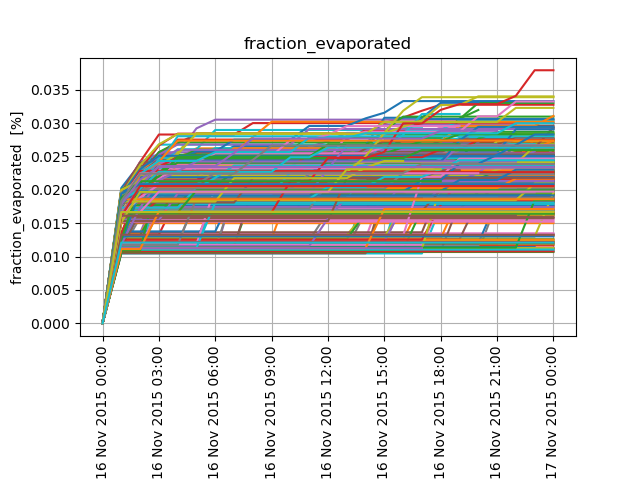 fraction_evaporated
fraction_evaporated [%]
0.035
0.030
0.025
0.020
0.015
0.010
0.005
0.000
16 Nov 2015 00:00
16 Nov 2015 03:00
16 Nov 2015 06:00
16 Nov 2015 09:00
16 Nov 2015 12:00
16 Nov 2015 15:00
16 Nov 2015 18:00
16 Nov 2015 21:00
17 Nov 2015 00:00